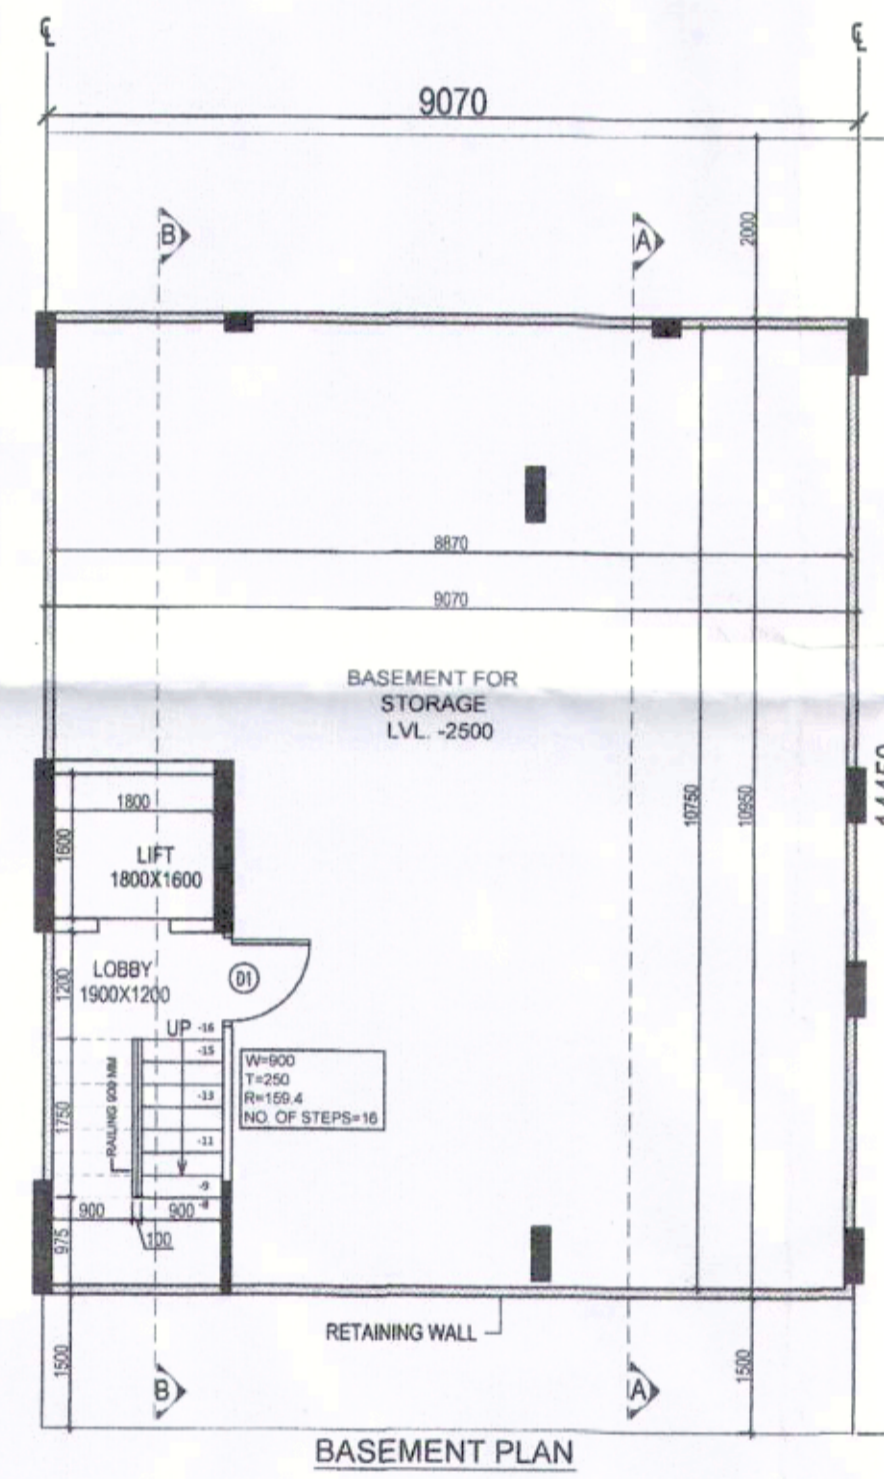 ℄ ℄
9070
B A
2000
8870
9070
BASEMENT FOR
STORAGE
LVL. -2500
10750
10950
14450
1800
1600
LIFT
1800X1600
LOBBY
1900X1200
1200
D1
UP -16
-15
-13
-11
-9
-8
RAILING 900 MM
1750
W=900
T=250
R=159.4
NO. OF STEPS=16
900 900
100
975
RETAINING WALL
1500 1500
B A
BASEMENT PLAN